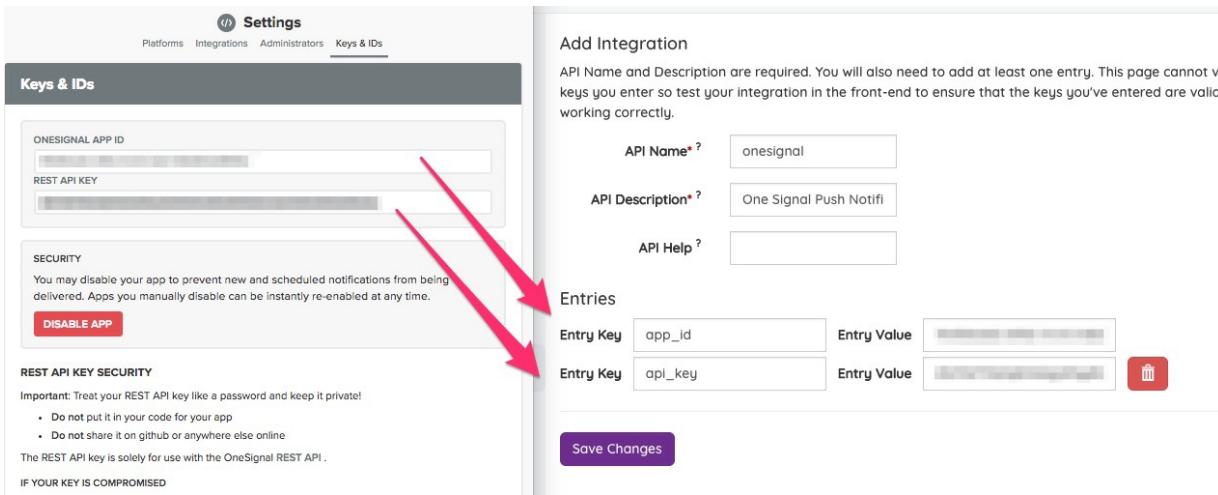 Settings
Platforms Integrations Administrators Keys & IDs
Keys & IDs
ONESIGNAL APP ID
REST API KEY
SECURITY
You may disable your app to prevent new and scheduled notifications from being
delivered. Apps you manually disable can be instantly re-enabled at any time.
DISABLE APP
REST API KEY SECURITY
Important: Treat your REST API key like a password and keep it private!
• Do not put it in your code for your app
• Do not share it on github or anywhere else online
The REST API key is solely for use with the OneSignal REST API .
IF YOUR KEY IS COMPROMISED
Add Integration
API Name and Description are required. You will also need to add at least one entry. This page cannot v
keys you enter so test your integration in the front-end to ensure that the keys you've entered are valid
working correctly.
API Name* ? onesignal
API Description* ? One Signal Push Notifi
API Help ?
Entries
Entry Key app_id Entry Value
Entry Key api_key Entry Value
Save Changes